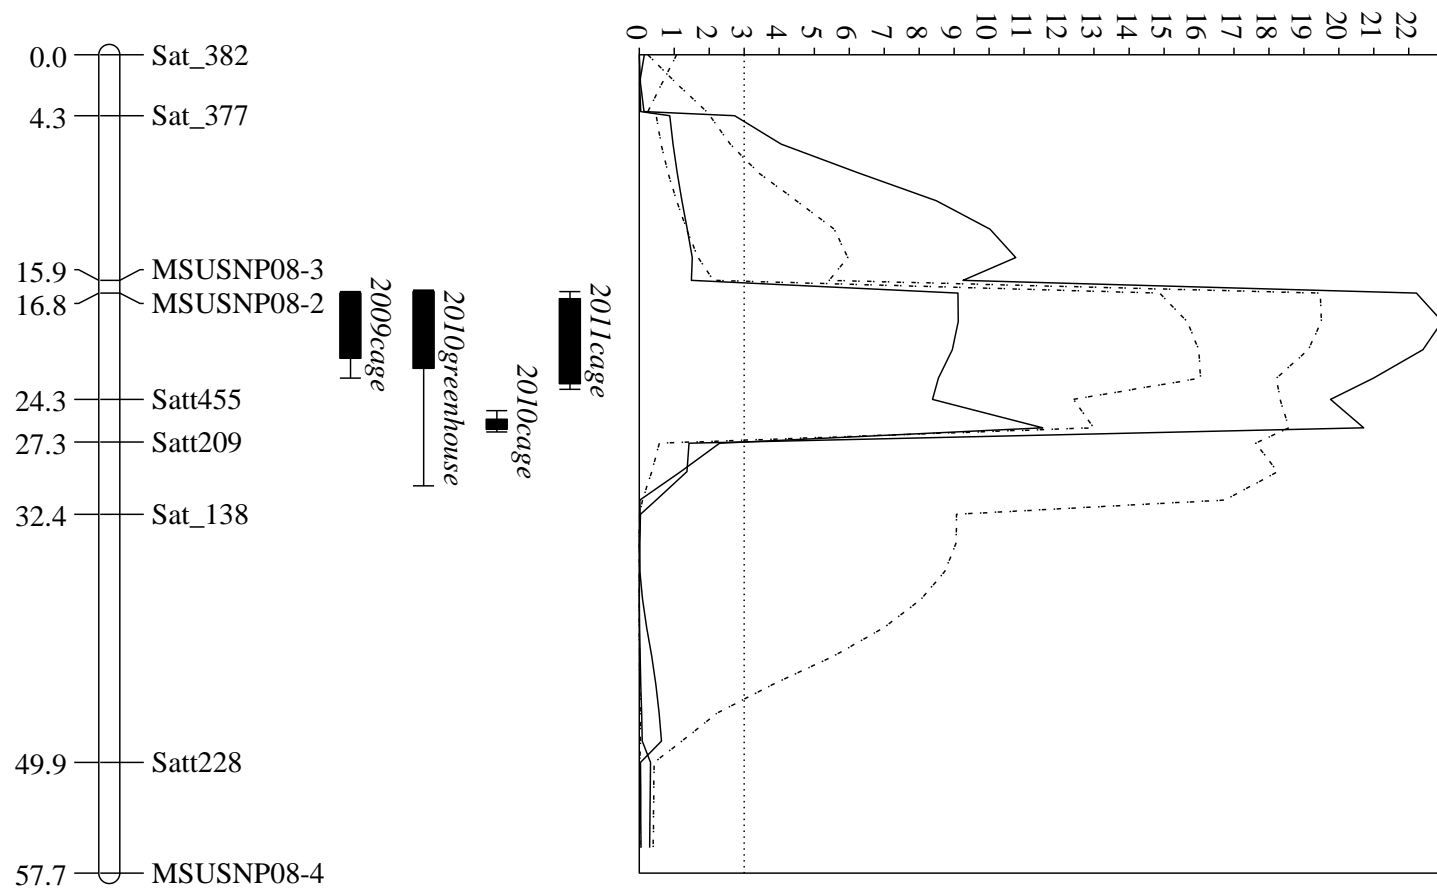 0 1 2 3 4 5 6 7 8 9 10 11 12 13 14 15 16 17 18 19 20 21 22
0.0 Sat_382
4.3 Sat_377
15.9 MSUSNP08-3
16.8 MSUSNP08-2
24.3 Satt455
27.3 Satt209
32.4 Sat_138
49.9 Satt228
57.7 MSUSNP08-4
2009cage
2010greenhouse
2010cage
2011cage